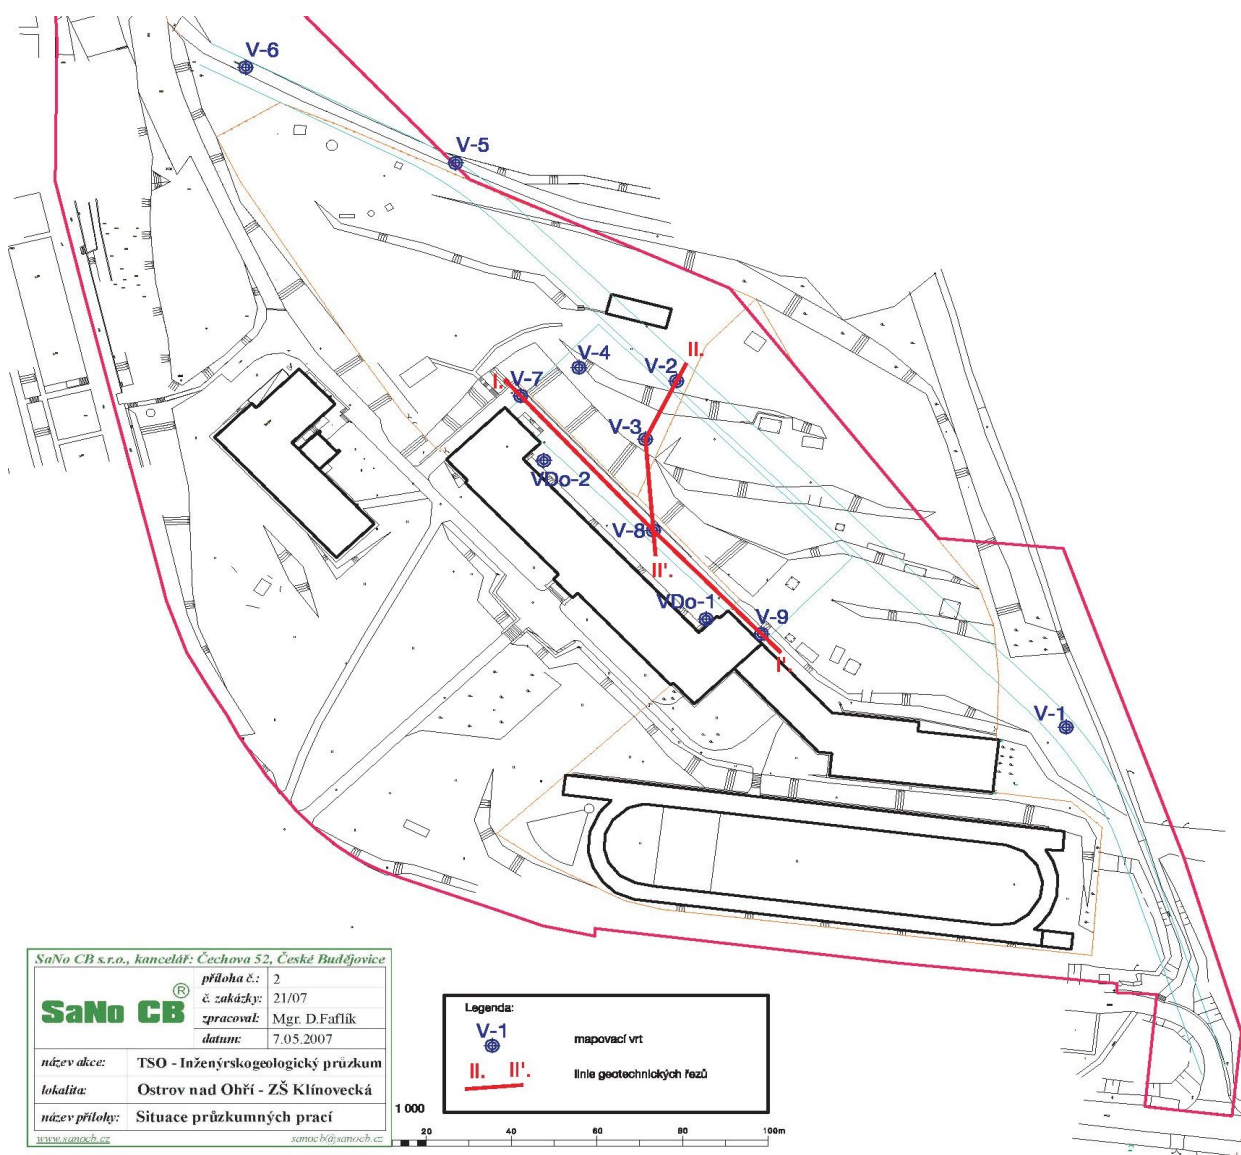 V-6
V-5
V-4
V-2
II.
I.
V-7
V-3
VDo-2
V-8
II'.
VDo-1
V-9
I'.
V-1
SaNo CB s.r.o., kancelář: Čechova 52, České Budějovice
SaNo CB ®
příloha č.: 2
č. zakázky: 21/07
zpracoval: Mgr. D.Faflík
datum: 7.05.2007
název akce: TSO - Inženýrskogeologický průzkum
lokalita: Ostrov nad Ohří - ZŠ Klínovecká
název přílohy: Situace průzkumných prací
www.sanocb.cz sanocb@sanocb.cz
Legenda:
V-1 mapovací vrt
II. II'. linie geotechnických řezů
1 000
20 40 60 80 100m